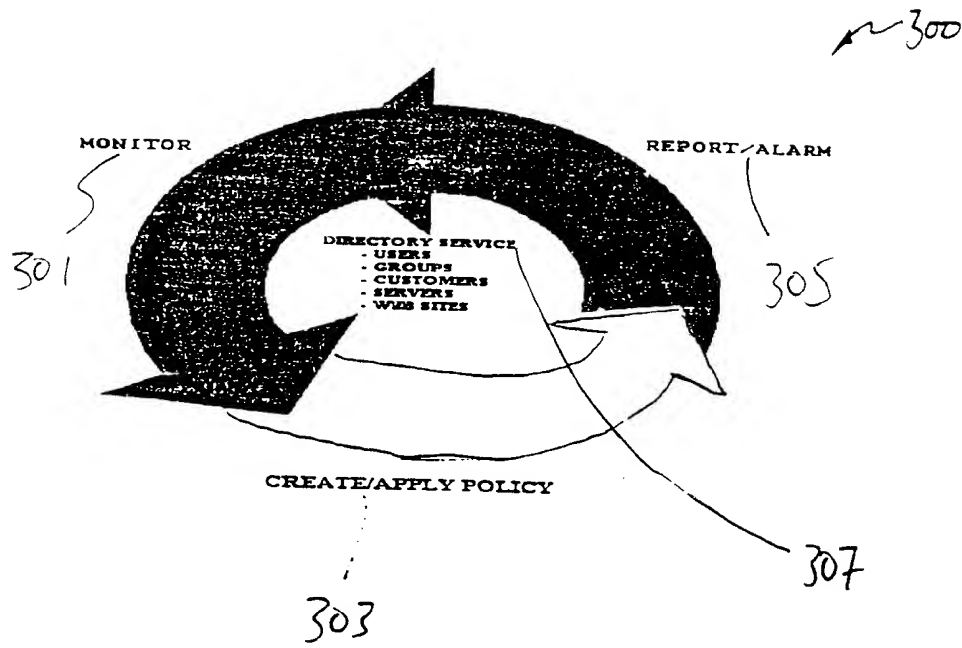 300
MONITOR
REPORT/ALARM
301
DIRECTORY SERVICE
- USERS
- GROUPS
- CUSTOMERS
- SERVERS
- WEB SITES
305
CREATE/APPLY POLICY
307
303